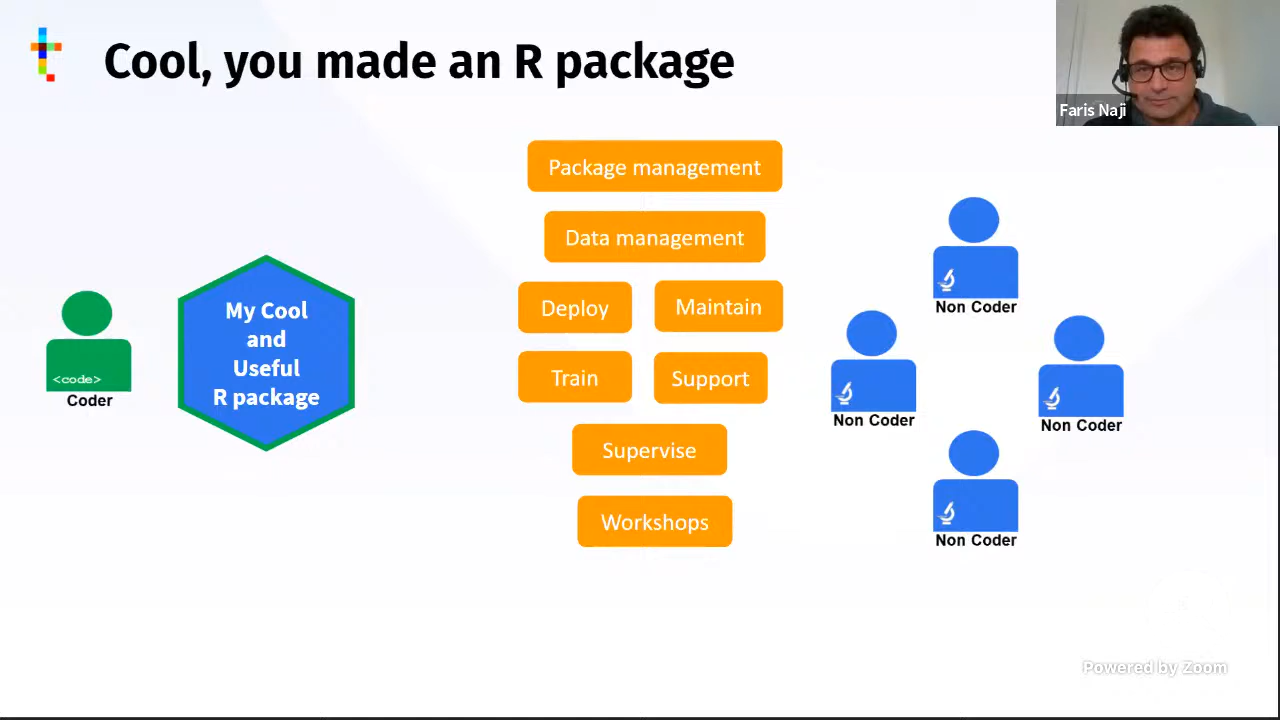 Cool, you made an R package
Faris Naji
Package management
Data management
Deploy
Maintain
Train
Support
Supervise
Workshops
My Cool
and
Useful
R package
<code>
Coder
Non Coder
Non Coder
Non Coder
Non Coder
Powered by Zoom